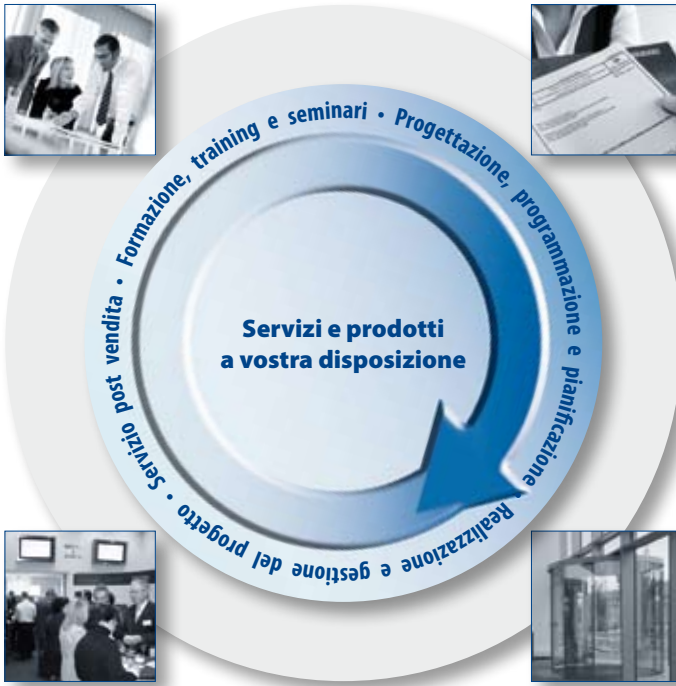 Servizi e prodotti
a vostra disposizione
Formazione, training e seminari • Progettazione, programmazione e pianificazione • Realizzazione e gestione del progetto • Servizio post vendita •